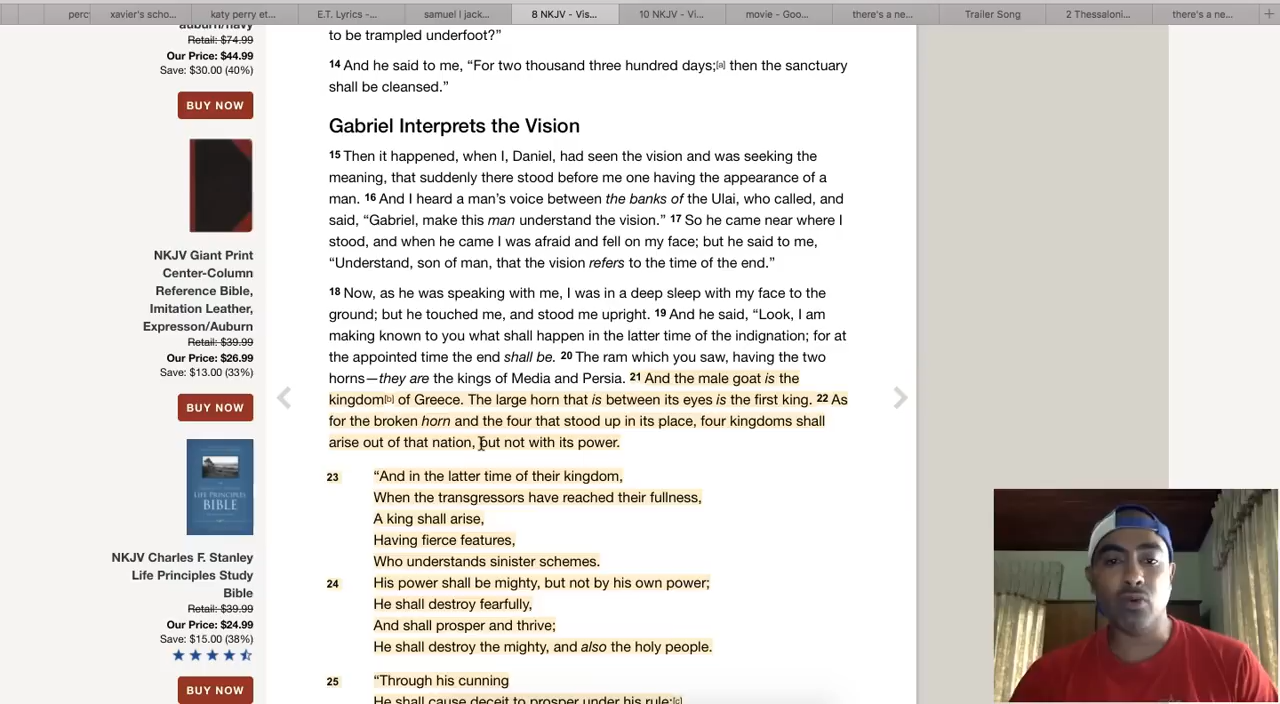 perc
xavier's scho...
katy perry et...
E.T. Lyrics -...
samuel l jack...
8 NKJV - Vis...
10 NKJV - Vi...
movie - Goo...
there's a ne...
Trailer Song
2 Thessaloni...
there's a ne...
auburn/navy
Retail: $74.99
Our Price: $44.99
Save: $30.00 (40%)
BUY NOW
NKJV Giant Print
Center-Column
Reference Bible,
Imitation Leather,
Expresson/Auburn
Retail: $39.99
Our Price: $26.99
Save: $13.00 (33%)
BUY NOW
LIFE PRINCIPLES
BIBLE
NKJV Charles F. Stanley
Life Principles Study
Bible
Retail: $39.99
Our Price: $24.99
Save: $15.00 (38%)
BUY NOW
to be trampled underfoot?”
14 And he said to me, “For two thousand three hundred days;[a] then the sanctuary
shall be cleansed.”
Gabriel Interprets the Vision
15 Then it happened, when I, Daniel, had seen the vision and was seeking the
meaning, that suddenly there stood before me one having the appearance of a
man. 16 And I heard a man’s voice between the banks of the Ulai, who called, and
said, “Gabriel, make this man understand the vision.” 17 So he came near where I
stood, and when he came I was afraid and fell on my face; but he said to me,
“Understand, son of man, that the vision refers to the time of the end.”
18 Now, as he was speaking with me, I was in a deep sleep with my face to the
ground; but he touched me, and stood me upright. 19 And he said, “Look, I am
making known to you what shall happen in the latter time of the indignation; for at
the appointed time the end shall be. 20 The ram which you saw, having the two
horns—they are the kings of Media and Persia. 21 And the male goat is the
kingdom[b] of Greece. The large horn that is between its eyes is the first king. 22 As
for the broken horn and the four that stood up in its place, four kingdoms shall
arise out of that nation, but not with its power.
23 “And in the latter time of their kingdom,
When the transgressors have reached their fullness,
A king shall arise,
Having fierce features,
Who understands sinister schemes.
24 His power shall be mighty, but not by his own power;
He shall destroy fearfully,
And shall prosper and thrive;
He shall destroy the mighty, and also the holy people.
25 “Through his cunning
He shall cause deceit to prosper under his rule;[c]